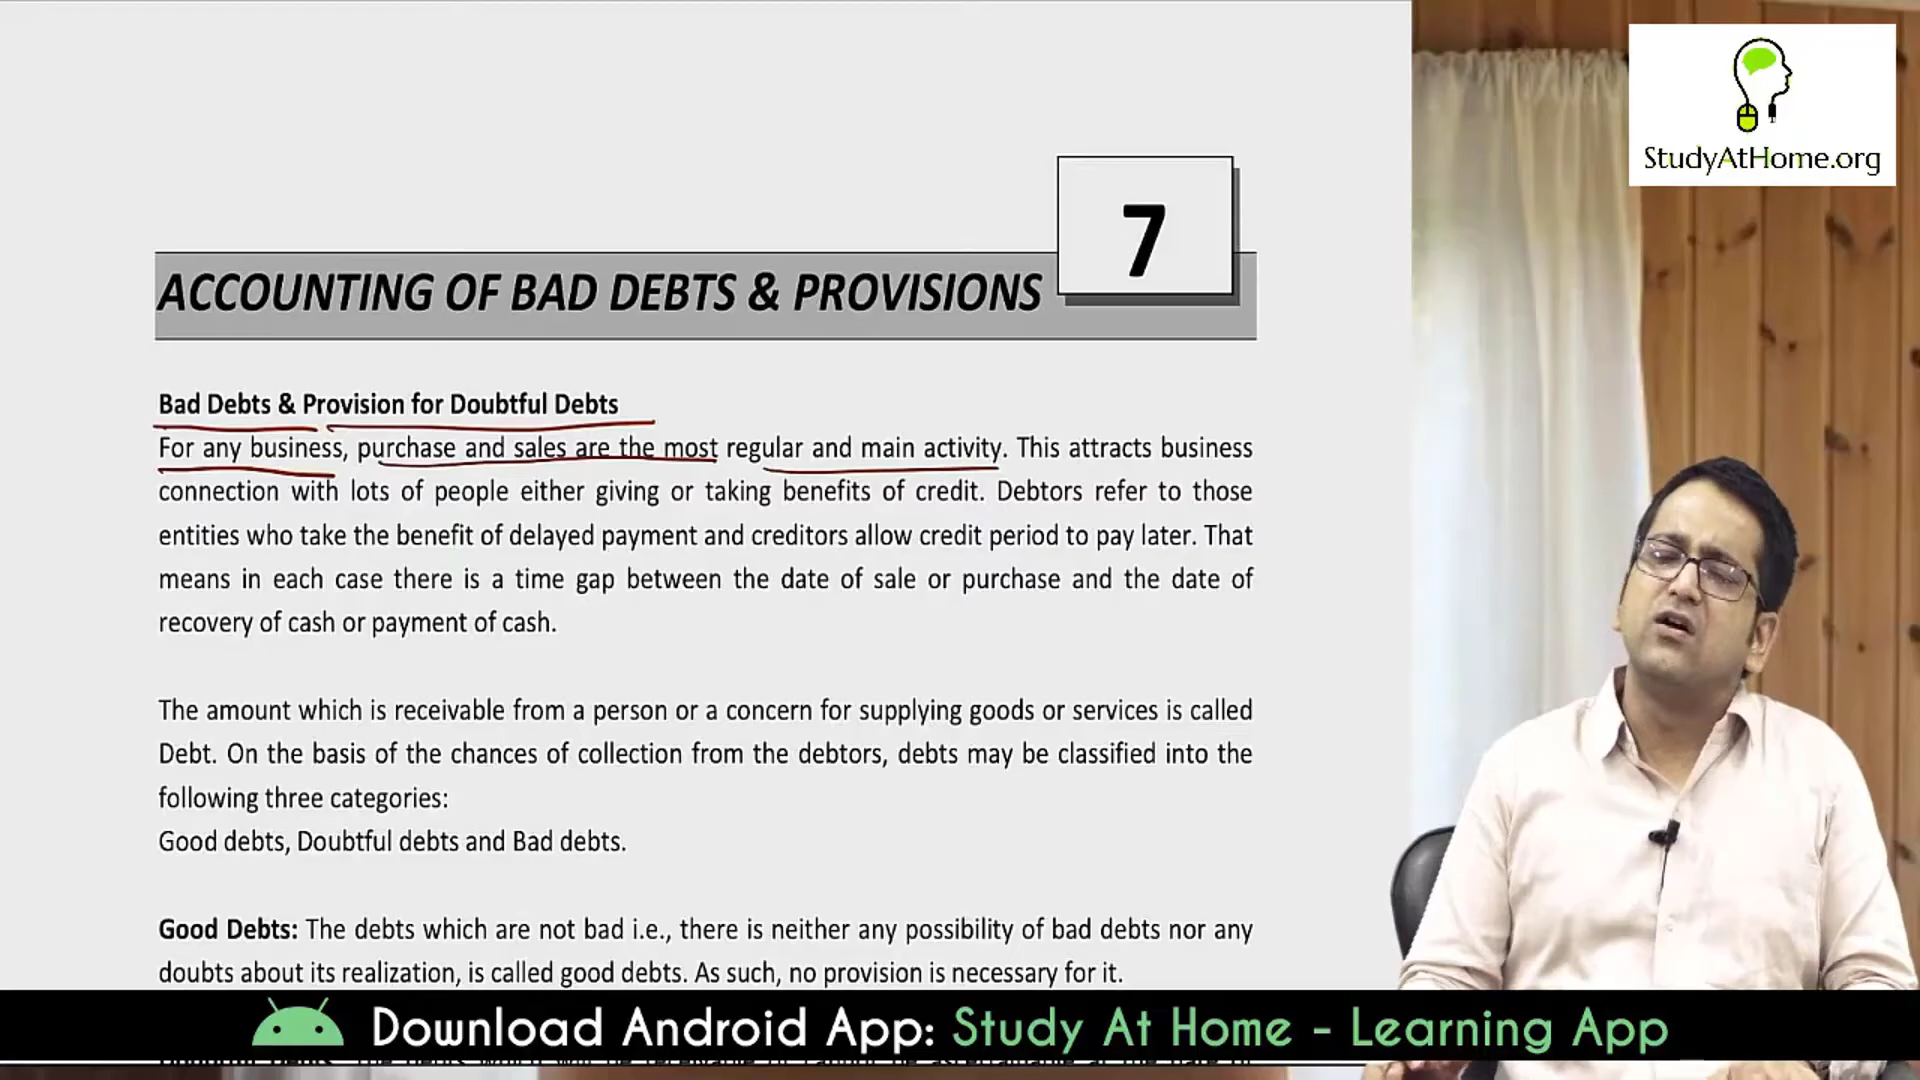 StudyAtHome.org
7
ACCOUNTING OF BAD DEBTS & PROVISIONS
Bad Debts & Provision for Doubtful Debts
For any business, purchase and sales are the most regular and main activity. This attracts business
connection with lots of people either giving or taking benefits of credit. Debtors refer to those
entities who take the benefit of delayed payment and creditors allow credit period to pay later. That
means in each case there is a time gap between the date of sale or purchase and the date of
recovery of cash or payment of cash.
The amount which is receivable from a person or a concern for supplying goods or services is called
Debt. On the basis of the chances of collection from the debtors, debts may be classified into the
following three categories:
Good debts, Doubtful debts and Bad debts.
Good Debts: The debts which are not bad i.e., there is neither any possibility of bad debts nor any
doubts about its realization, is called good debts. As such, no provision is necessary for it.
Download Android App: Study At Home - Learning App